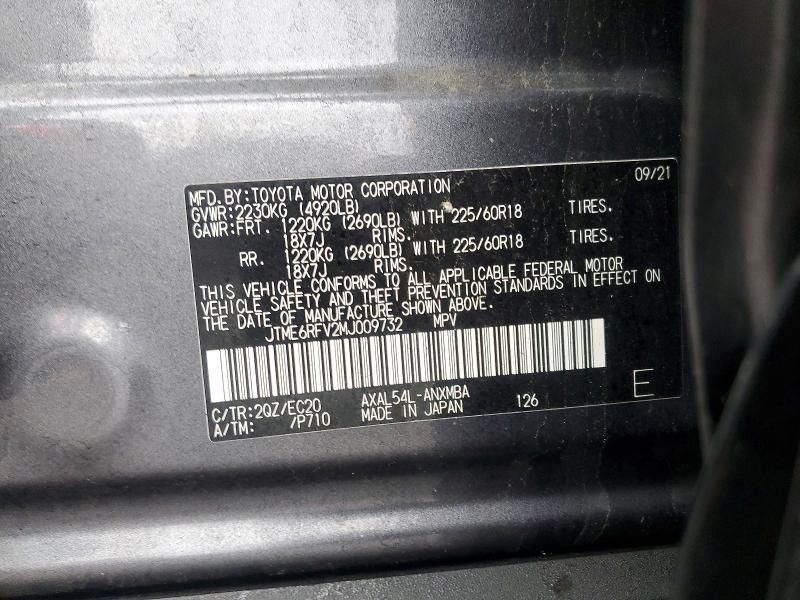 09/21
MFD. BY: TOYOTA MOTOR CORPORATION
GVWR: 2230KG (4920LB)
GAWR: FRT. 1220KG (2690LB) WITH 225/60R18 TIRES.
18X7J RIMS.
RR. 1220KG (2690LB) WITH 225/60R18 TIRES.
18X7J RIMS.
THIS VEHICLE CONFORMS TO ALL APPLICABLE FEDERAL MOTOR
VEHICLE SAFETY AND THEFT PREVENTION STANDARDS IN EFFECT ON
THE DATE OF MANUFACTURE SHOWN ABOVE.
JTME6RFV2MJ009732 MPV
C/TR: 2QZ/EC20 AXAL54L-ANXMBA 126 E
A/TM: /P710 MADE IN JAPAN